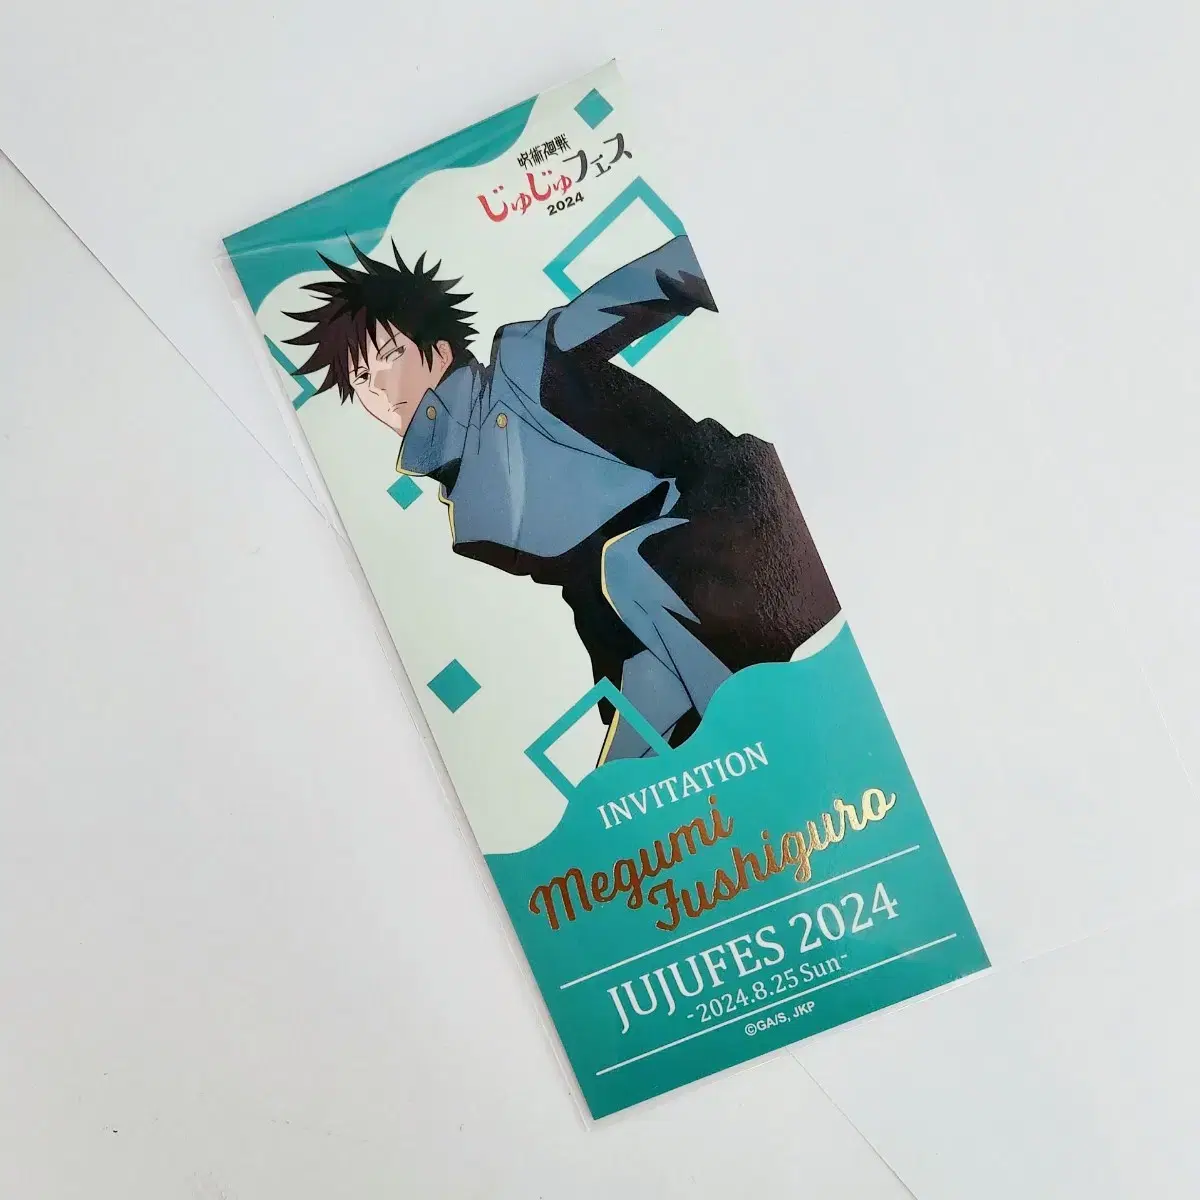 呪術廻戦
じゅじゅフェス
2024
INVITATION
Megumi
Fushiguro
JUJUFES 2024
-2024.8.25 Sun-
©GA/S, JKP